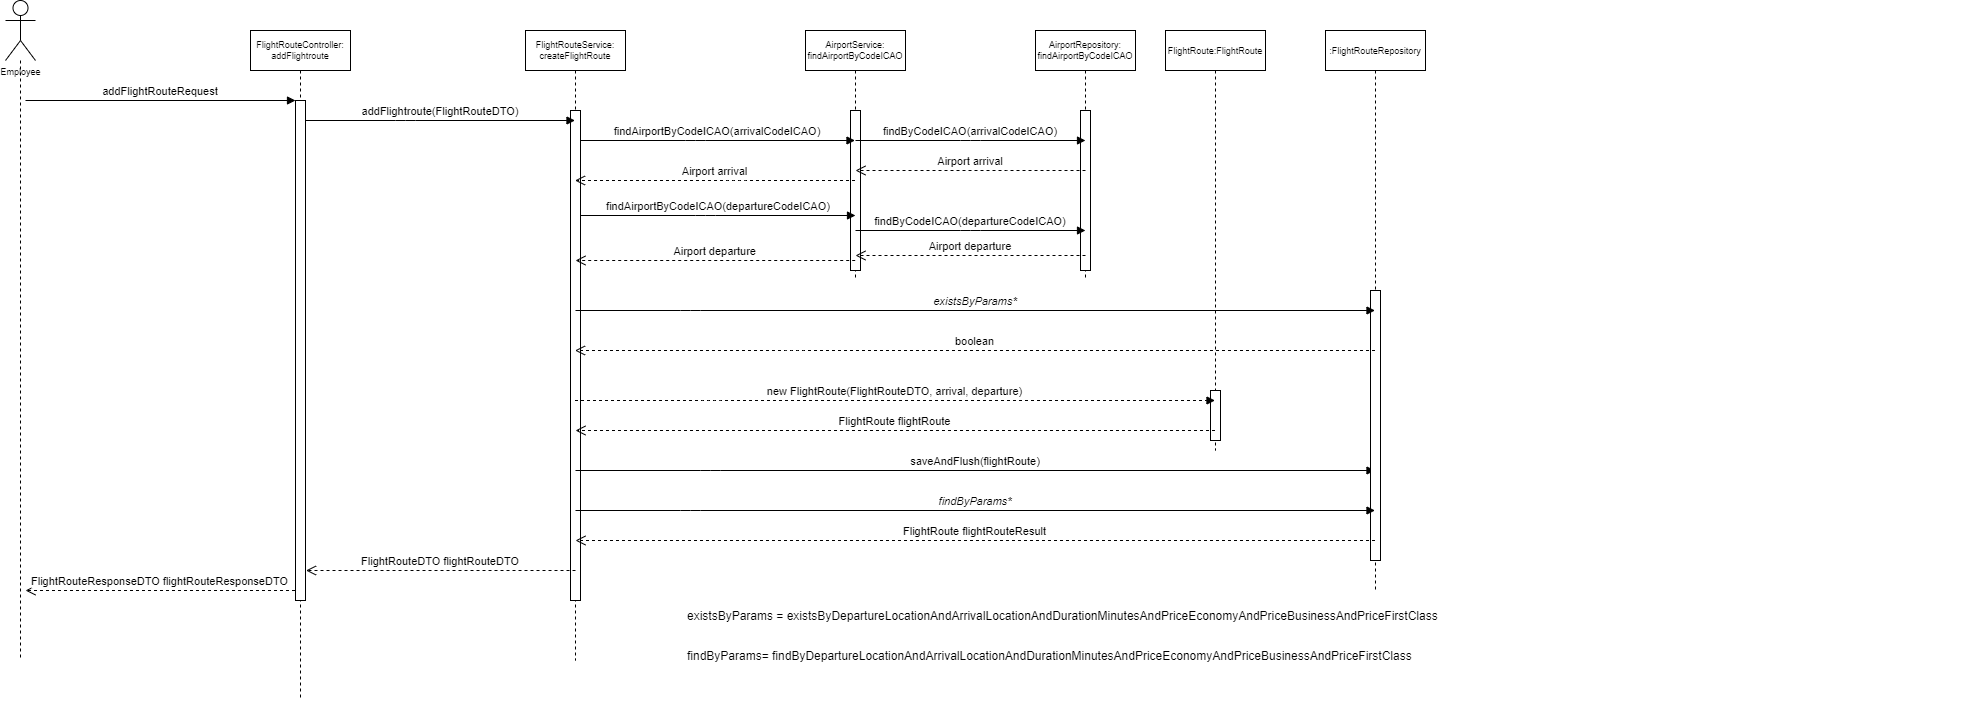 Employee
FlightRouteController:
addFlightroute
FlightRouteService:
createFlightRoute
AirportService:
findAirportByCodeICAO
AirportRepository:
findAirportByCodeICAO
FlightRoute:FlightRoute
:FlightRouteRepository
addFlightRouteRequest
addFlightroute(FlightRouteDTO)
findAirportByCodeICAO(arrivalCodeICAO)
findByCodeICAO(arrivalCodeICAO)
Airport arrival
Airport arrival
findAirportByCodeICAO(departureCodeICAO)
findByCodeICAO(departureCodeICAO)
Airport departure
Airport departure
existsByParams*
boolean
new FlightRoute(FlightRouteDTO, arrival, departure)
FlightRoute flightRoute
saveAndFlush(flightRoute)
findByParams*
FlightRoute flightRouteResult
FlightRouteDTO flightRouteDTO
FlightRouteResponseDTO flightRouteResponseDTO
existsByParams = existsByDepartureLocationAndArrivalLocationAndDurationMinutesAndPriceEconomyAndPriceBusinessAndPriceFirstClass
findByParams= findByDepartureLocationAndArrivalLocationAndDurationMinutesAndPriceEconomyAndPriceBusinessAndPriceFirstClass